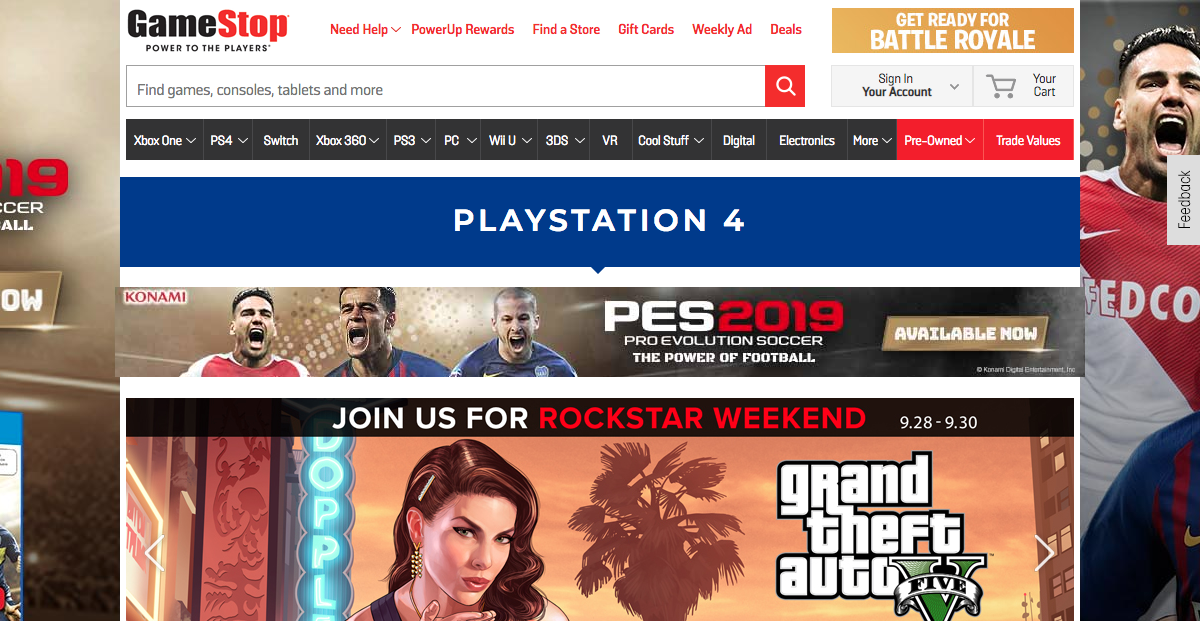 GameStop
POWER TO THE PLAYERS
Need Help PowerUp Rewards Find a Store Gift Cards Weekly Ad Deals
GET READY FOR
BATTLE ROYALE
Find games, consoles, tablets and more
Sign In
Your Account
Your
Cart
Xbox One PS4 Switch Xbox 360 PS3 PC Wii U 3DS VR Cool Stuff Digital Electronics More Pre-Owned Trade Values
Feedback
19
CCER
ALL
OW
PLAYSTATION 4
KONAMI
PES2019
PRO EVOLUTION SOCCER
THE POWER OF FOOTBALL
AVAILABLE NOW
© Konami Digital Entertainment, Inc
FEDCO
JOIN US FOR ROCKSTAR WEEKEND 9.28 - 9.30
DOPPLE
grand
theft
auto
FIVE
V